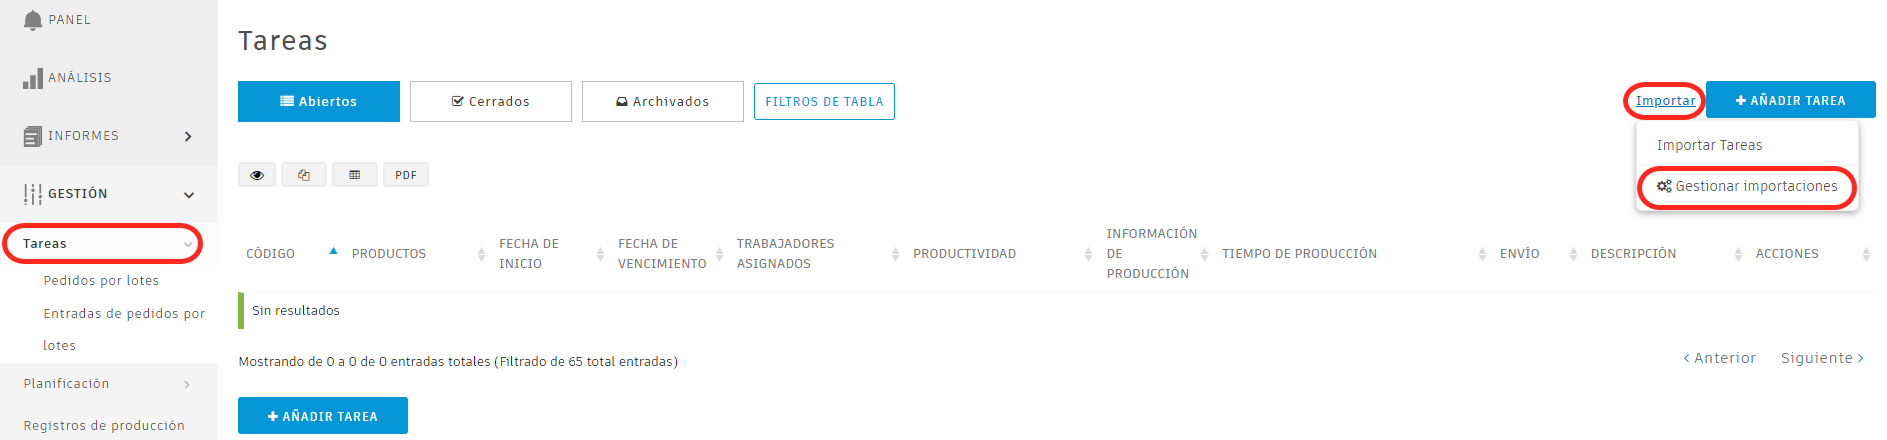 PANEL
ANÁLISIS
INFORMES
GESTIÓN
Tareas
Pedidos por lotes
Entradas de pedidos por
lotes
Planificación
Registros de producción
Tareas
Abiertos
Cerrados
Archivados
FILTROS DE TABLA
Importar
AÑADIR TAREA
Importar Tareas
Gestionar importaciones
PDF
CÓDIGO
PRODUCTOS
FECHA DE
INICIO
FECHA DE
VENCIMIENTO
TRABAJADORES
ASIGNADOS
PRODUCTIVIDAD
INFORMACIÓN
DE
PRODUCCIÓN
TIEMPO DE PRODUCCIÓN
ENVÍO
DESCRIPCIÓN
ACCIONES
Sin resultados
Mostrando de 0 a 0 de 0 entradas totales (Filtrado de 65 total entradas)
Anterior
Siguiente
AÑADIR TAREA